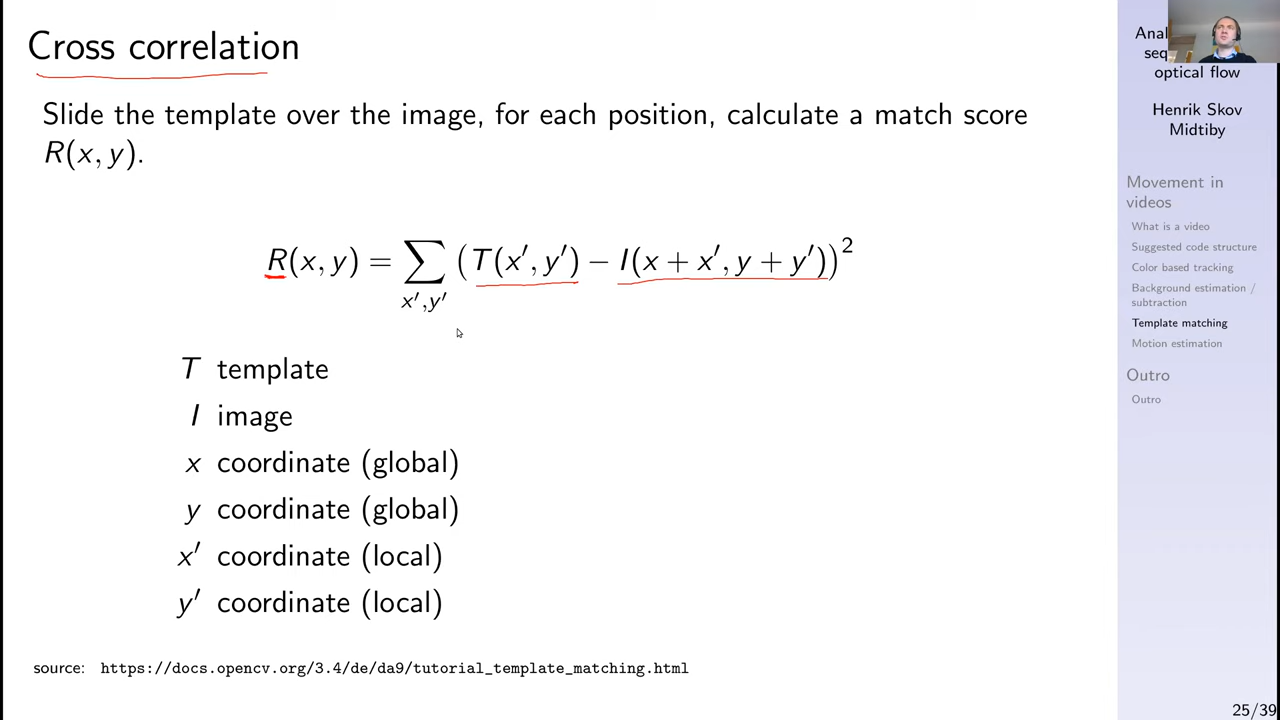 Cross correlation
Slide the template over the image, for each position, calculate a match score
R(x, y).
R(x, y) = ∑ (T(x′, y′) − I(x + x′, y + y′))²
x′,y′
T template
I image
x coordinate (global)
y coordinate (global)
x′ coordinate (local)
y′ coordinate (local)
source: https://docs.opencv.org/3.4/de/da9/tutorial_template_matching.html
optical flow
Henrik Skov
Midtiby
Movement in
videos
What is a video
Suggested code structure
Color based tracking
Background estimation /
subtraction
Template matching
Motion estimation
Outro
Outro
25/39